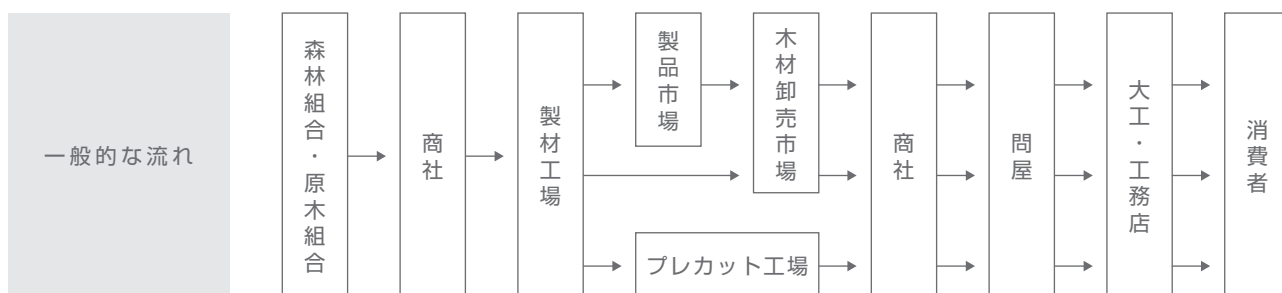 一般的な流れ
森林組合・原木組合
商社
製材工場
製品市場
木材卸売市場
プレカット工場
商社
問屋
大工・工務店
消費者